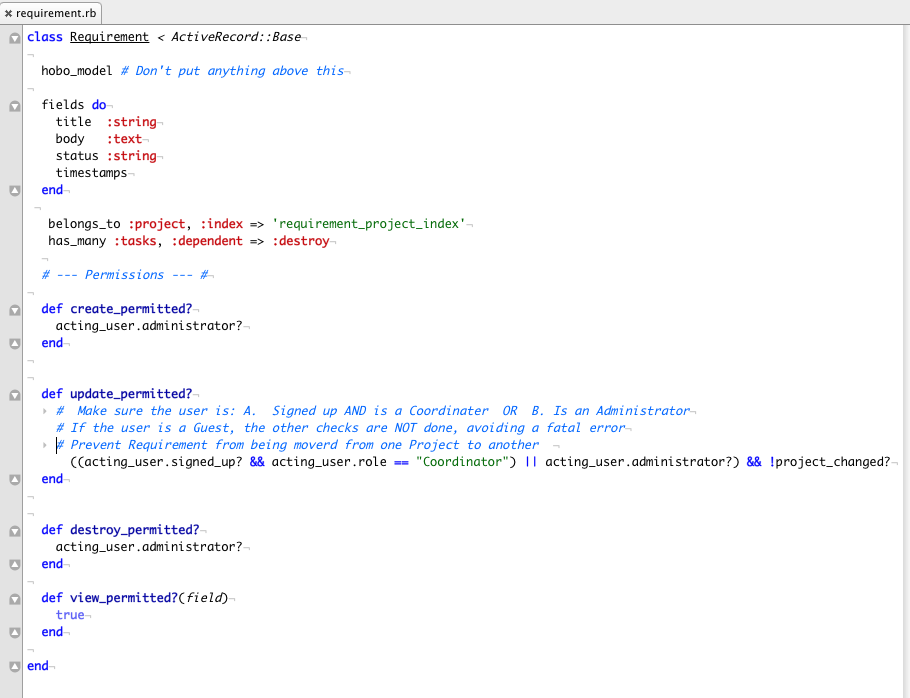 requirement.rb
class Requirement < ActiveRecord::Base
hobo_model # Don't put anything above this
fields do
title :string
body :text
status :string
timestamps
end
belongs_to :project, :index => 'requirement_project_index'
has_many :tasks, :dependent => :destroy
# --- Permissions --- #
def create_permitted?
acting_user.administrator?
end
def update_permitted?
# Make sure the user is: A. Signed up AND is a Coordinater OR B. Is an Administrator
# If the user is a Guest, the other checks are NOT done, avoiding a fatal error
# Prevent Requirement from being moverd from one Project to another
((acting_user.signed_up? && acting_user.role == "Coordinator") || acting_user.administrator?) && !project_changed?
end
def destroy_permitted?
acting_user.administrator?
end
def view_permitted?(field)
true
end
end